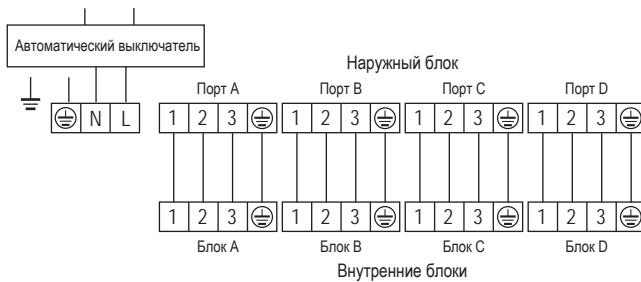 Автоматический выключатель
Наружный блок
Порт A Порт B Порт C Порт D
N L 1 2 3 1 2 3 1 2 3 1 2 3
1 2 3 1 2 3 1 2 3 1 2 3
Блок A Блок B Блок C Блок D
Внутренние блоки